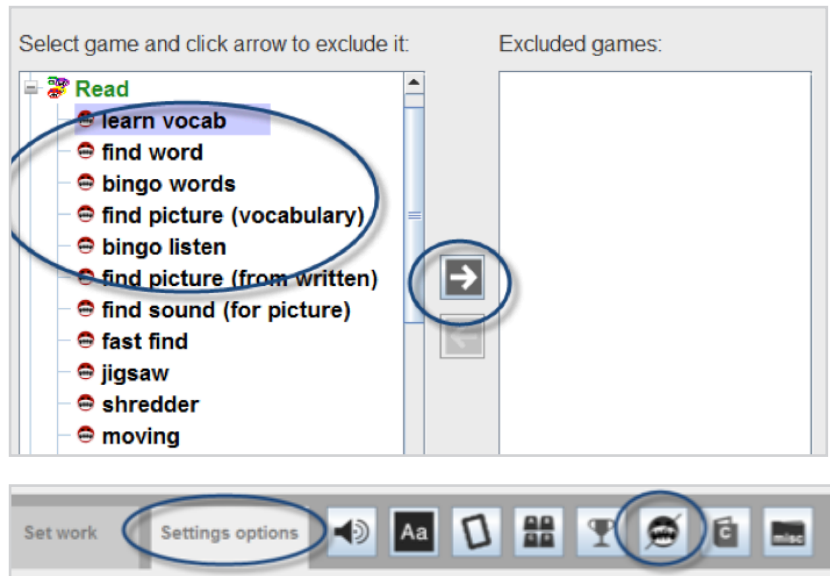 Select game and click arrow to exclude it: Excluded games:
Read
learn vocab
find word
bingo words
find picture (vocabulary)
bingo listen
find picture (from written)
find sound (for picture)
fast find
jigsaw
shredder
moving
Set work Settings options Aa C misc